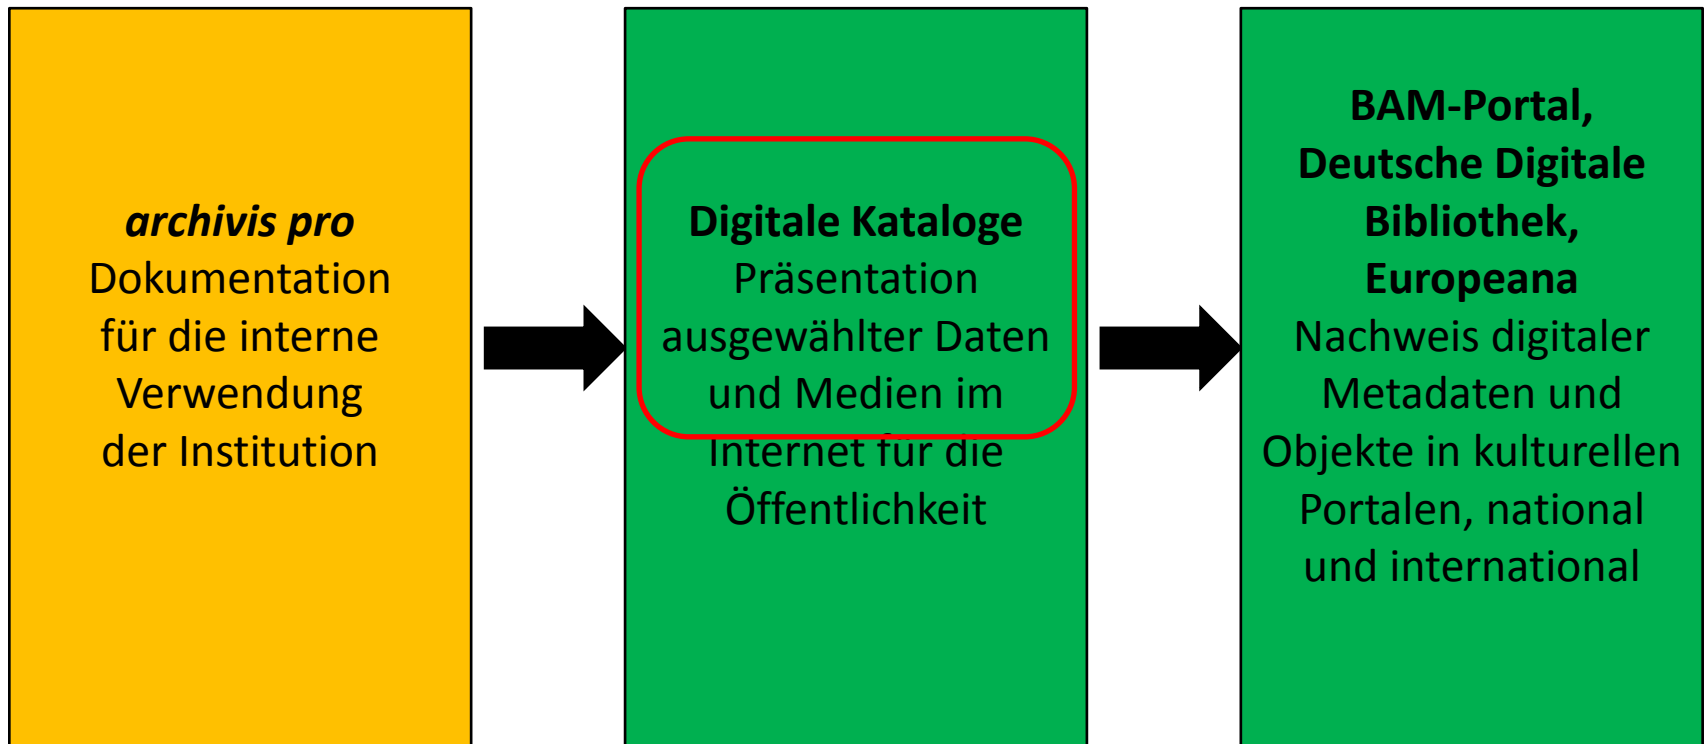 archivis pro
Dokumentation
für die interne
Verwendung
der Institution
Digitale Kataloge
Präsentation
ausgewählter Daten
und Medien im
Internet für die
Öffentlichkeit
BAM-Portal,
Deutsche Digitale
Bibliothek,
Europeana
Nachweis digitaler
Metadaten und
Objekte in kulturellen
Portalen, national
und international